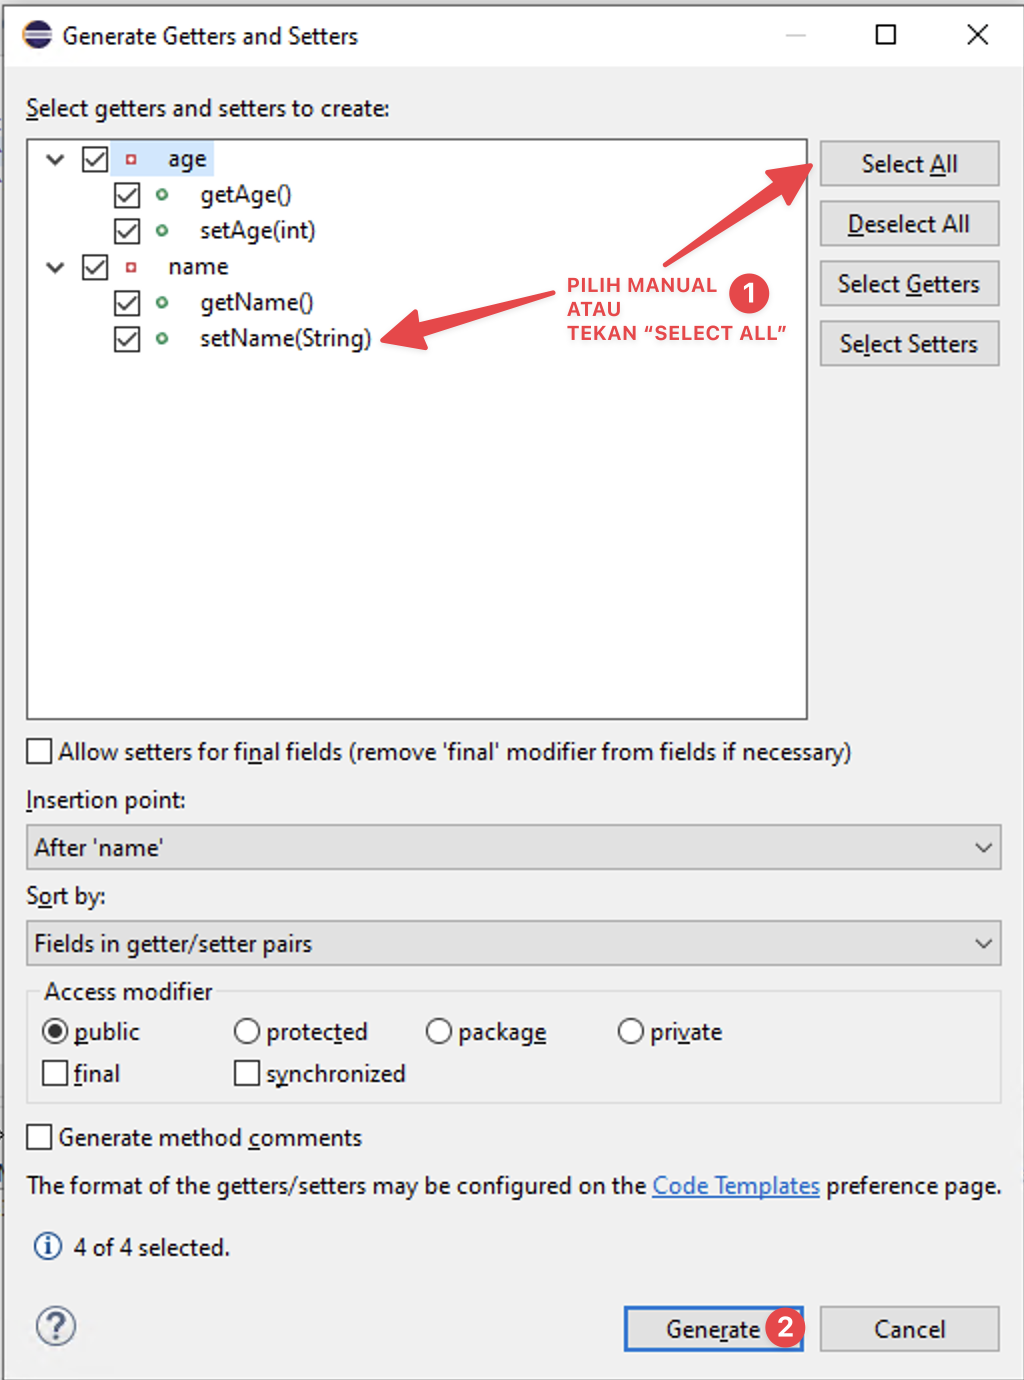 Generate Getters and Setters
Select getters and setters to create:
age
getAge()
setAge(int)
name
getName()
setName(String)
Select All
Deselect All
Select Getters
Select Setters
PILIH MANUAL
ATAU
TEKAN “SELECT ALL”
1
Allow setters for final fields (remove 'final' modifier from fields if necessary)
Insertion point:
After 'name'
Sort by:
Fields in getter/setter pairs
Access modifier
public protected package private
final synchronized
Generate method comments
The format of the getters/setters may be configured on the Code Templates preference page.
4 of 4 selected.
Generate 2 Cancel